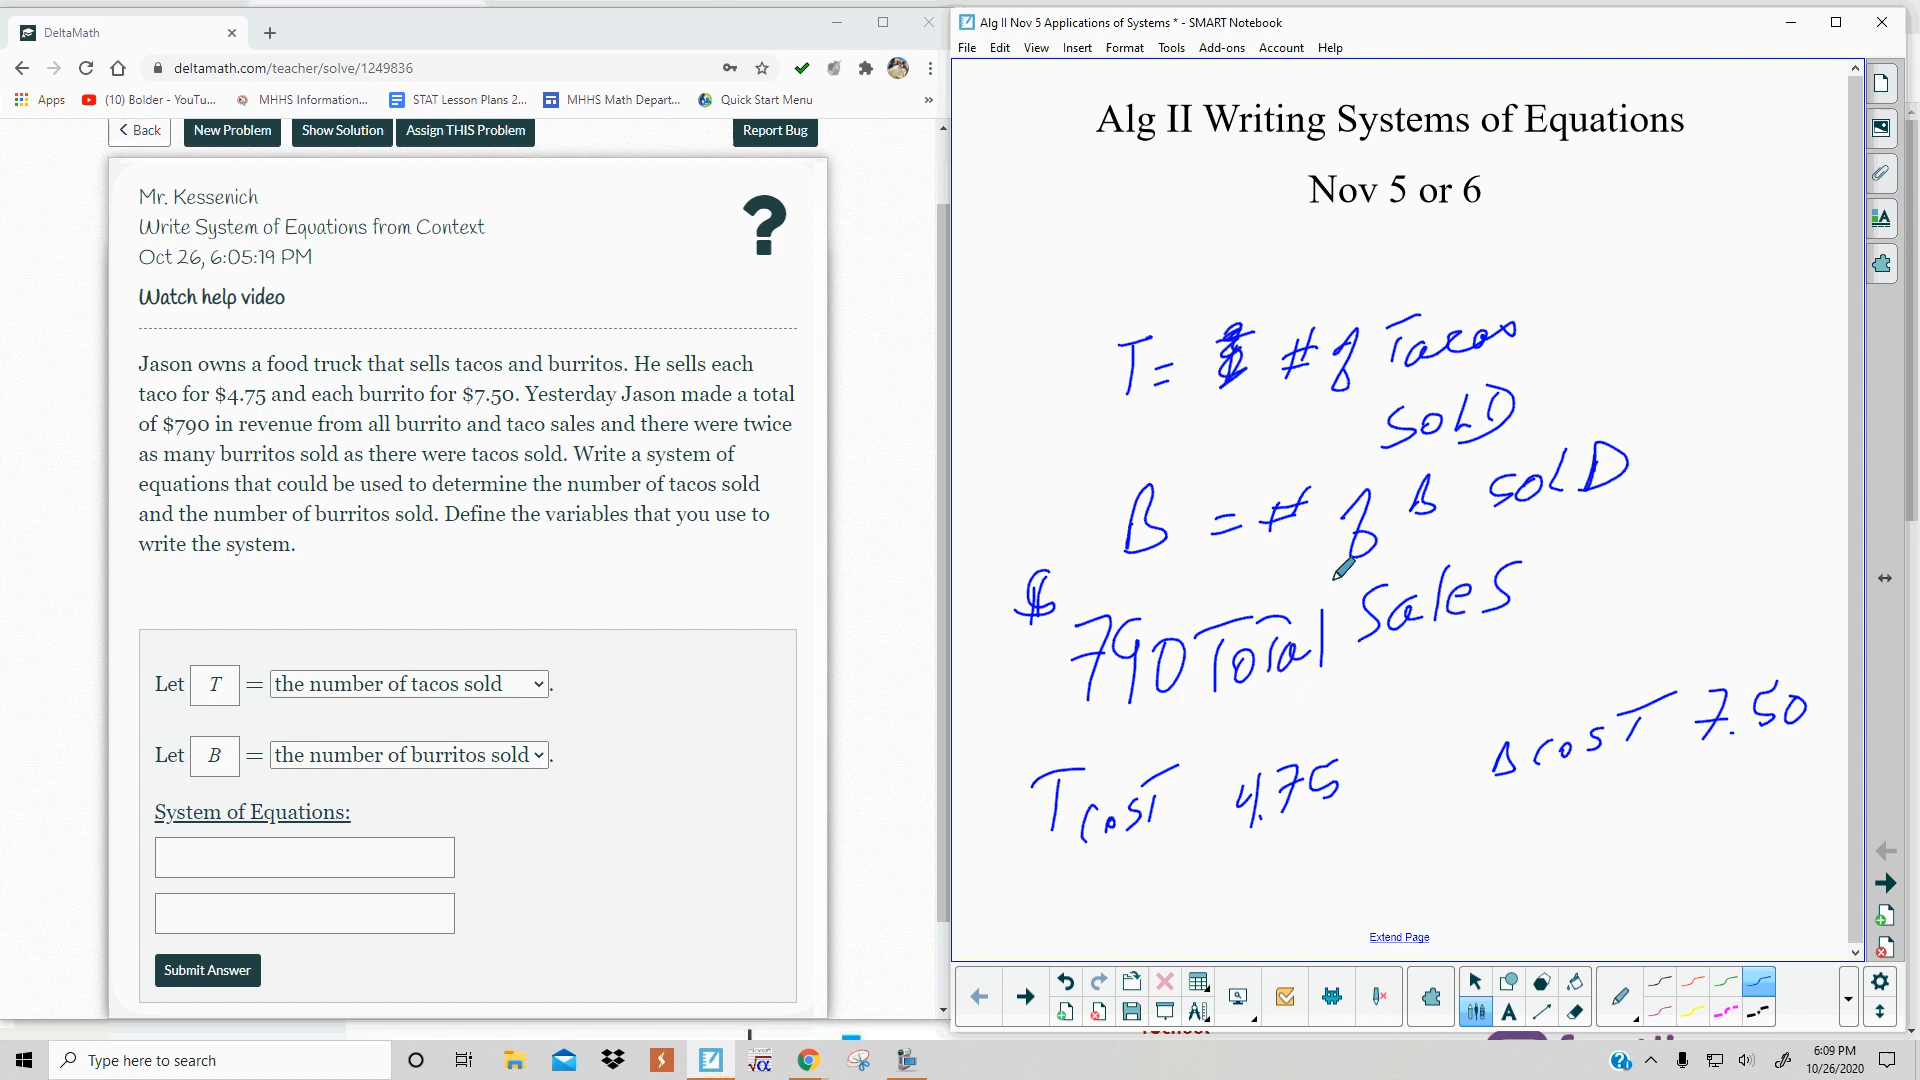 DeltaMath
deltamath.com/teacher/solve/1249836
Apps
(10) Bolder - YouTu...
MHHS Information...
STAT Lesson Plans 2...
MHHS Math Depart...
Quick Start Menu
»
Back
New Problem
Show Solution
Assign THIS Problem
Report Bug
Mr. Kessenich
Write System of Equations from Context
Oct 26, 6:05:19 PM
Watch help video
?
Jason owns a food truck that sells tacos and burritos. He sells each
taco for $4.75 and each burrito for $7.50. Yesterday Jason made a total
of $790 in revenue from all burrito and taco sales and there were twice
as many burritos sold as there were tacos sold. Write a system of
equations that could be used to determine the number of tacos sold
and the number of burritos sold. Define the variables that you use to
write the system.
Let T = the number of tacos sold.
Let B = the number of burritos sold.
System of Equations:
Submit Answer
Alg II Nov 5 Applications of Systems * - SMART Notebook
File Edit View Insert Format Tools Add-ons Account Help
Alg II Writing Systems of Equations
Nov 5 or 6
T = # of Tacos
SOLD
B = # of B SOLD
$
790 Total Sales
T cost 4.75
B cost 7.50
Extend Page
Type here to search
6:09 PM
10/26/2020